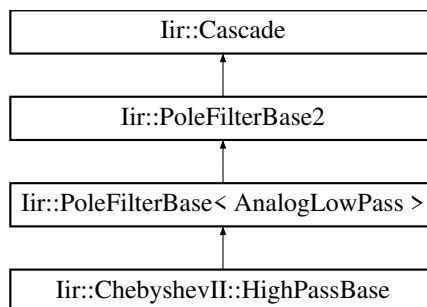 Iir::Cascade
Iir::PoleFilterBase2
Iir::PoleFilterBase< AnalogLowPass >
Iir::ChebyshevII::HighPassBase